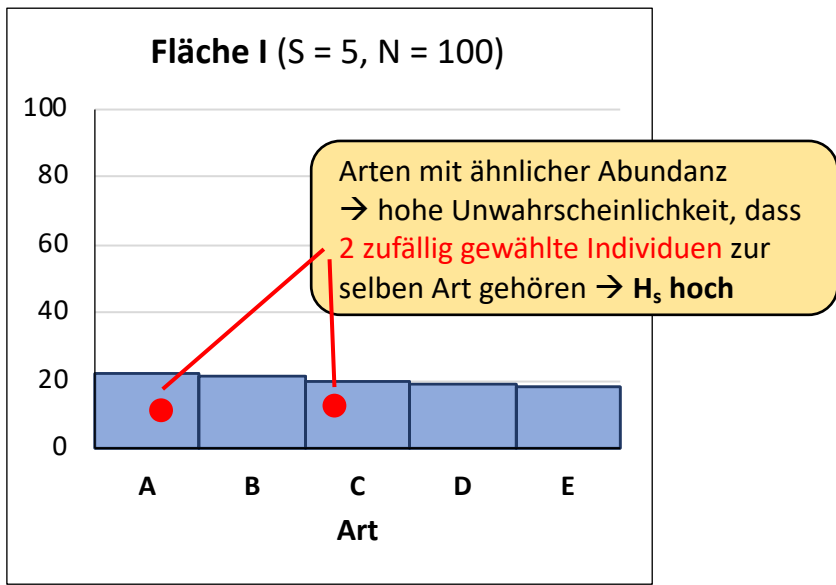 Fläche I (S = 5, N = 100)
100
80
60
40
20
0
Arten mit ähnlicher Abundanz
→ hohe Unwahrscheinlichkeit, dass
2 zufällig gewählte Individuen zur
selben Art gehören → Hₛ hoch
A B C D E
Art